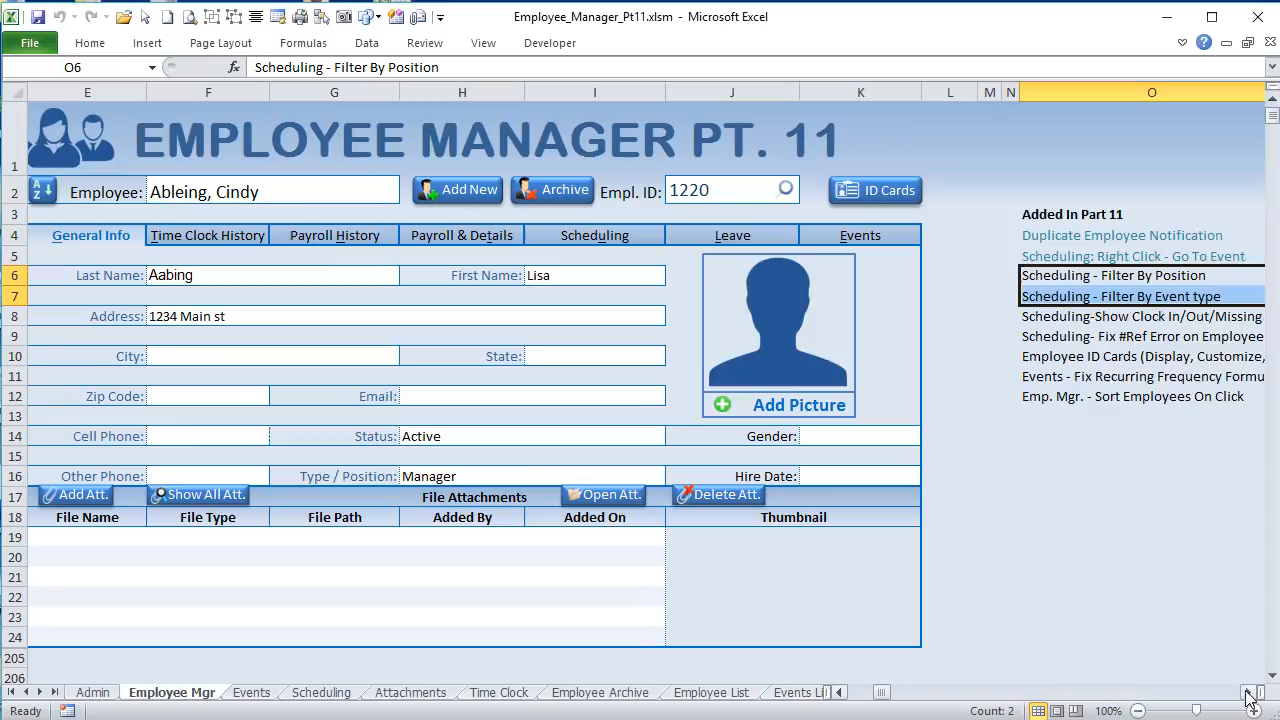 Employee_Manager_Pt11.xlsm - Microsoft Excel
File Home Insert Page Layout Formulas Data Review View Developer
O6 fx Scheduling - Filter By Position
E F G H I J K L M N O
1 EMPLOYEE MANAGER PT. 11
2 A Z Employee: Ableing, Cindy Add New Archive Empl. ID: 1220 ID Cards
3 Added In Part 11
4 General Info Time Clock History Payroll History Payroll & Details Scheduling Leave Events Duplicate Employee Notification
5 Scheduling: Right Click - Go To Event
6 Last Name: Aabing First Name: Lisa Scheduling - Filter By Position
7 Scheduling - Filter By Event type
8 Address: 1234 Main st Scheduling-Show Clock In/Out/Missing
9 Scheduling- Fix #Ref Error on Employee
10 City: State: Employee ID Cards (Display, Customize,
11 Events - Fix Recurring Frequency Formu
12 Zip Code: Email: Emp. Mgr. - Sort Employees On Click
Add Picture
13
14 Cell Phone: Status: Active Gender:
15
16 Other Phone: Type / Position: Manager Hire Date:
17 Add Att. Show All Att. File Attachments Open Att. Delete Att.
18 File Name File Type File Path Added By Added On Thumbnail
19
20
21
22
23
24
205
206
Admin Employee Mgr Events Scheduling Attachments Time Clock Employee Archive Employee List Events Li
Ready Count: 2 100%